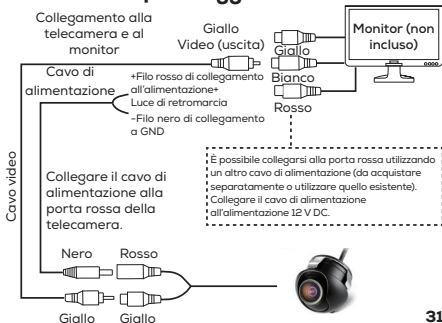 Collegamento alla
telecamera e al
monitor
Giallo
Video (uscita)
Giallo
Bianco
Rosso
Monitor (non
incluso)
Cavo di
alimentazione
+Filo rosso di collegamento
all'alimentazione+
Luce di retromarcia
-Filo nero di collegamento
a GND
È possibile collegarsi alla porta rossa utilizzando
un altro cavo di alimentazione (da acquistare
separatamente o utilizzare quello esistente).
Collegare il cavo di alimentazione
all'alimentazione 12 V DC.
Cavo video
Collegare il cavo di
alimentazione alla
porta rossa della
telecamera.
Nero
Rosso
Giallo
Giallo
31